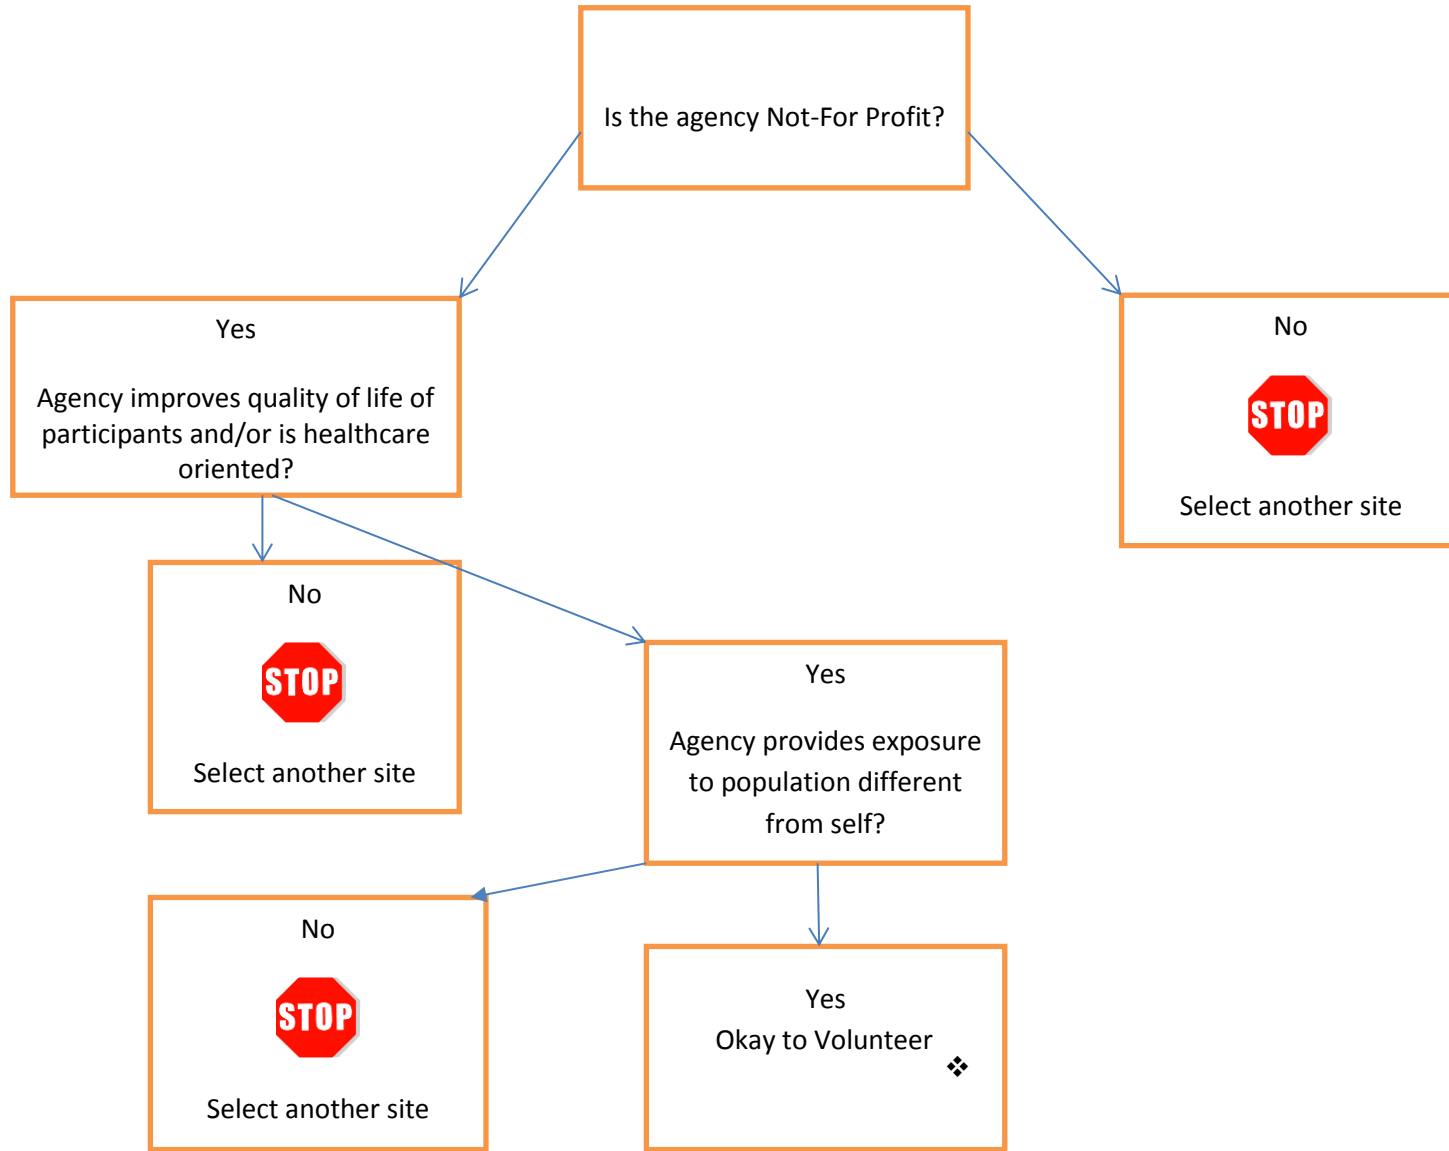 Is the agency Not-For Profit?
Yes
Agency improves quality of life of
participants and/or is healthcare
oriented?
No
STOP
Select another site
No
STOP
Select another site
Yes
Agency provides exposure
to population different
from self?
No
STOP
Select another site
Yes
Okay to Volunteer
❖